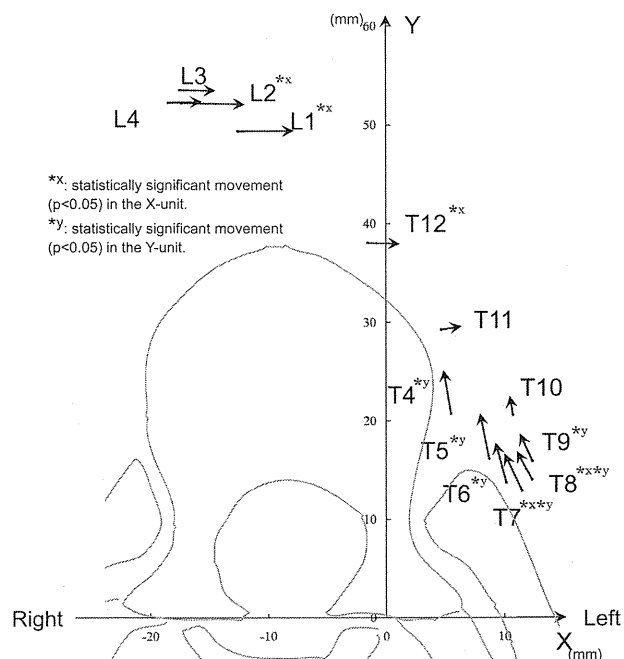 (mm) 60 Y
L3
L2*x
L4
L1*x
50
*x: statistically significant movement
(p<0.05) in the X-unit.
*y: statistically significant movement
(p<0.05) in the Y-unit.
40
T12*x
30
T11
T4*y
T10
20
T5*y
T9*y
T6*y
T8*x*y
T7*x*y
10
Right
0
Left
-20 -10 0 10
X(mm)